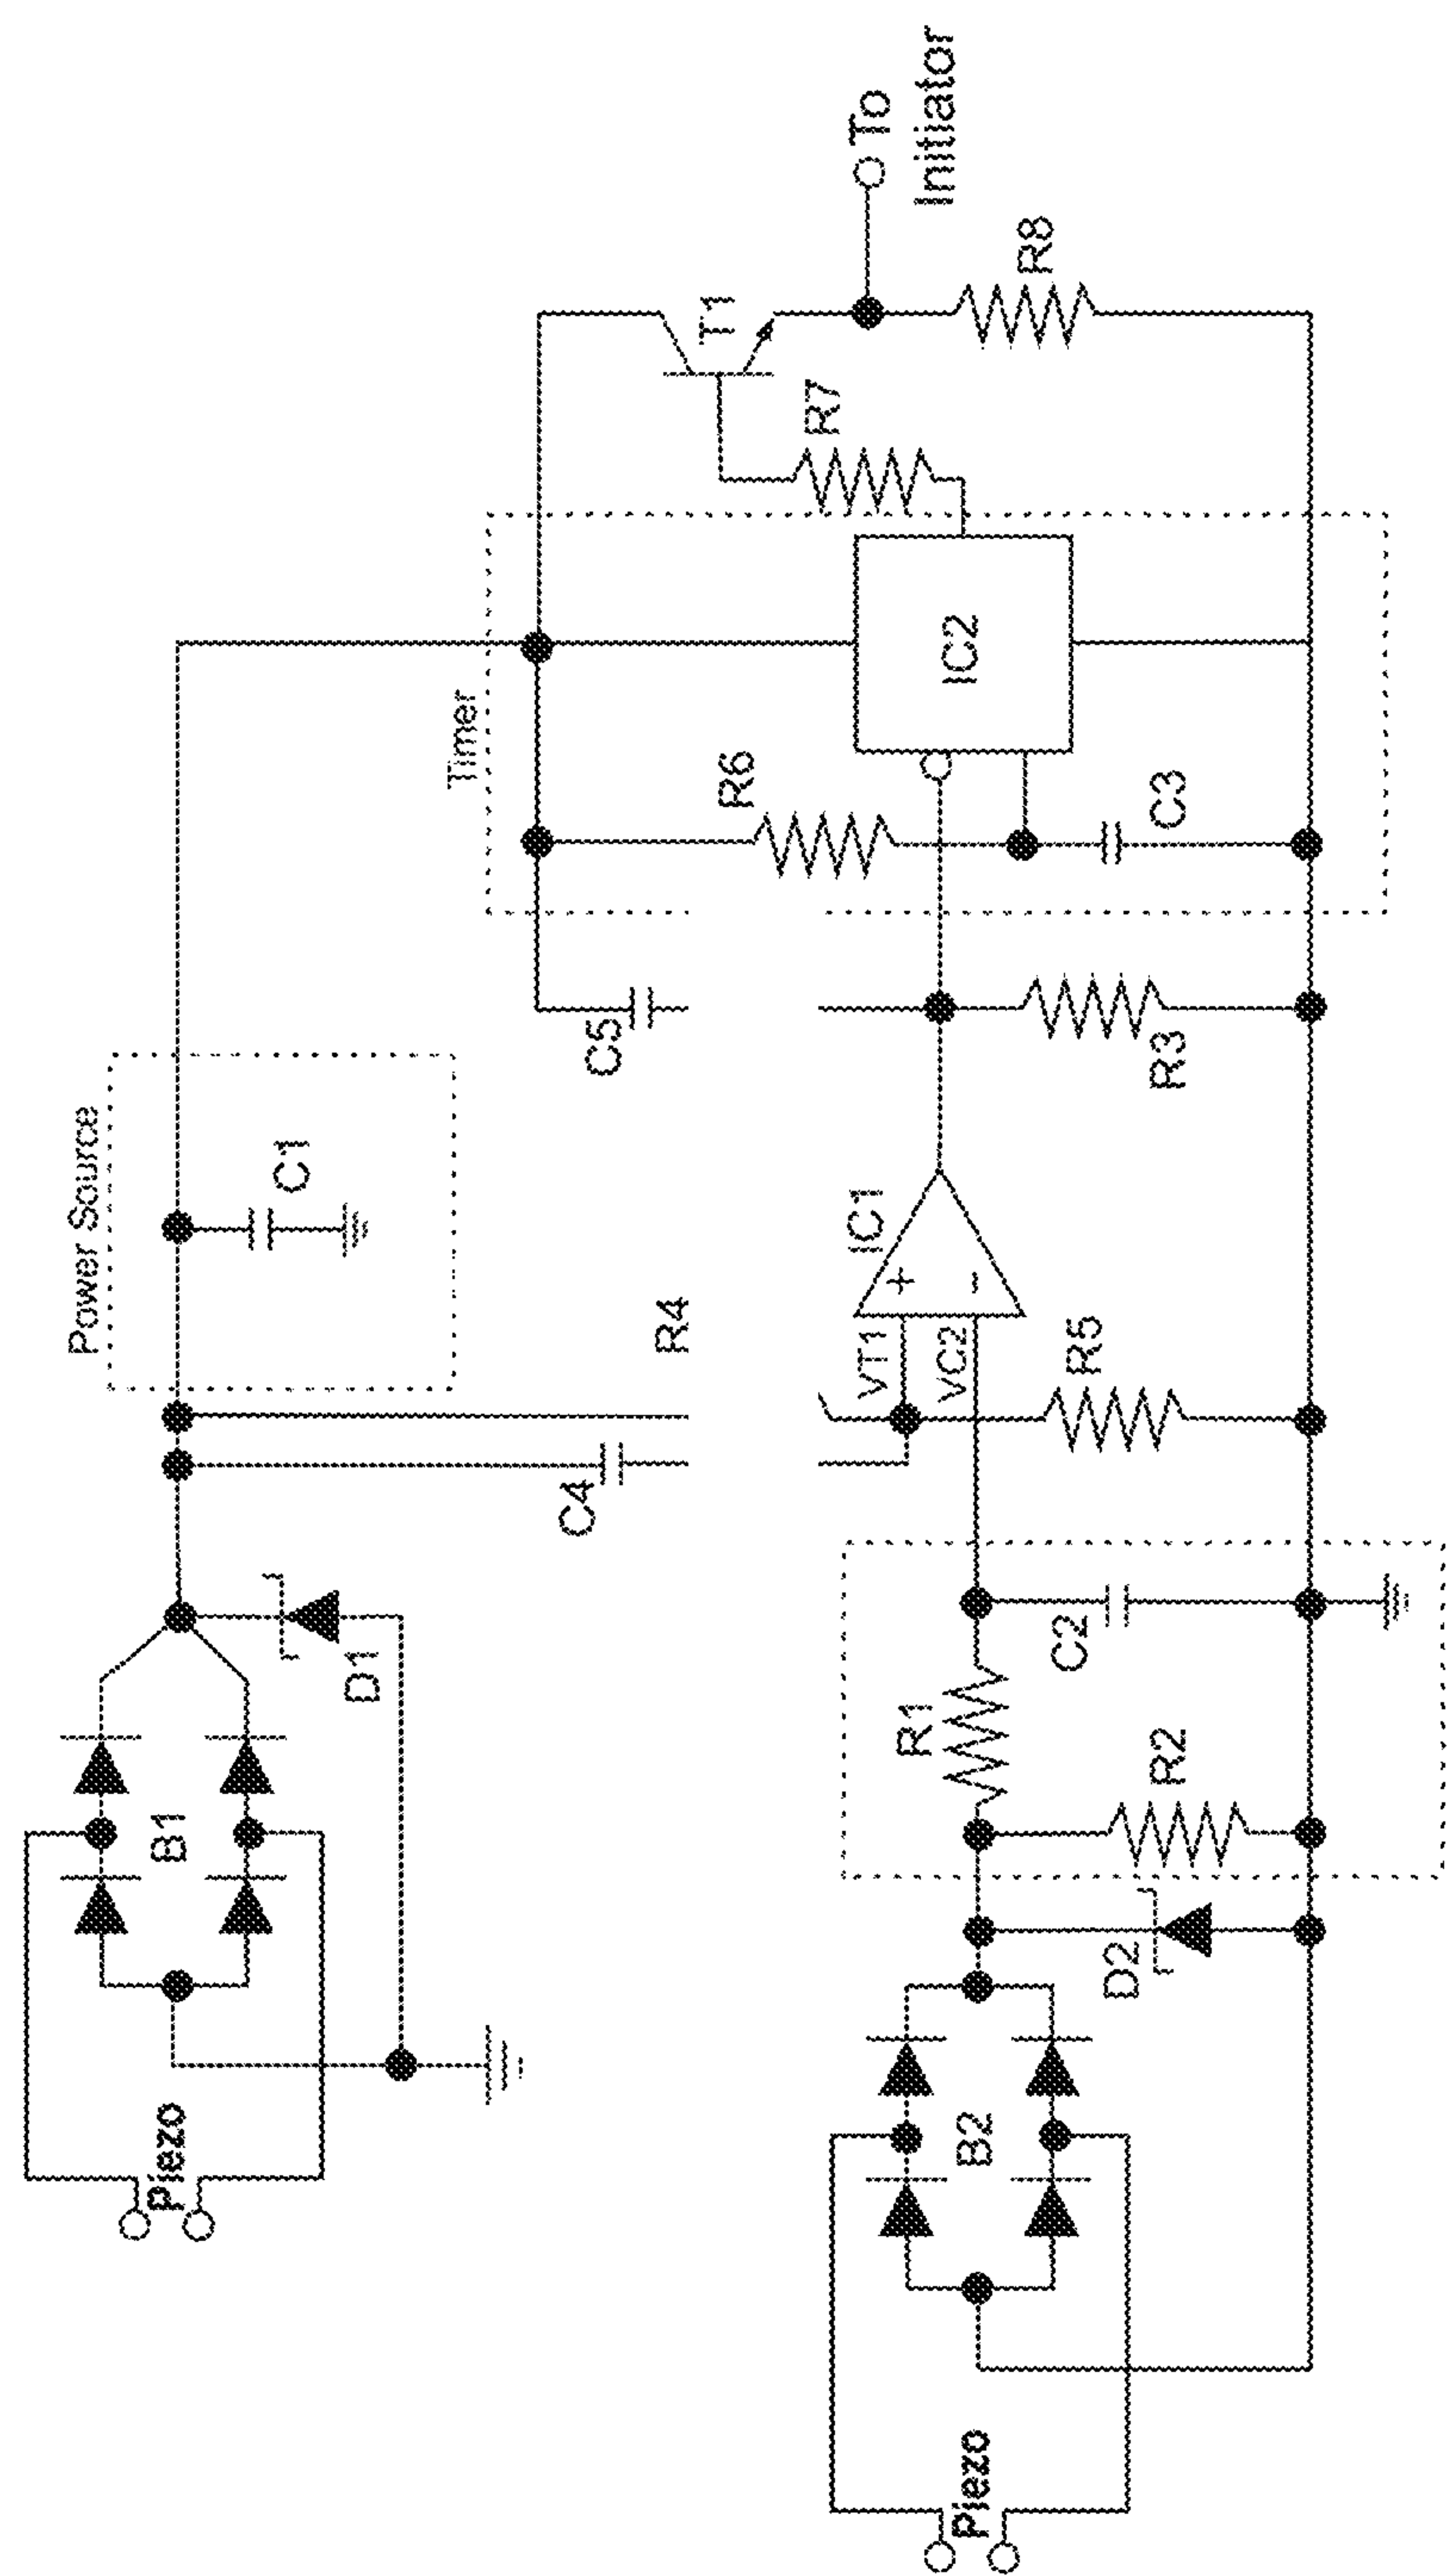 Power Source
Timer
Piezo
B1
D1
C4
R4
C1
C5
R6
R7
T1
To
Initiator
R8
IC2
C3
R3
IC1
+
-
VT1
VC2
R5
C2
R1
R2
D2
B2
Piezo